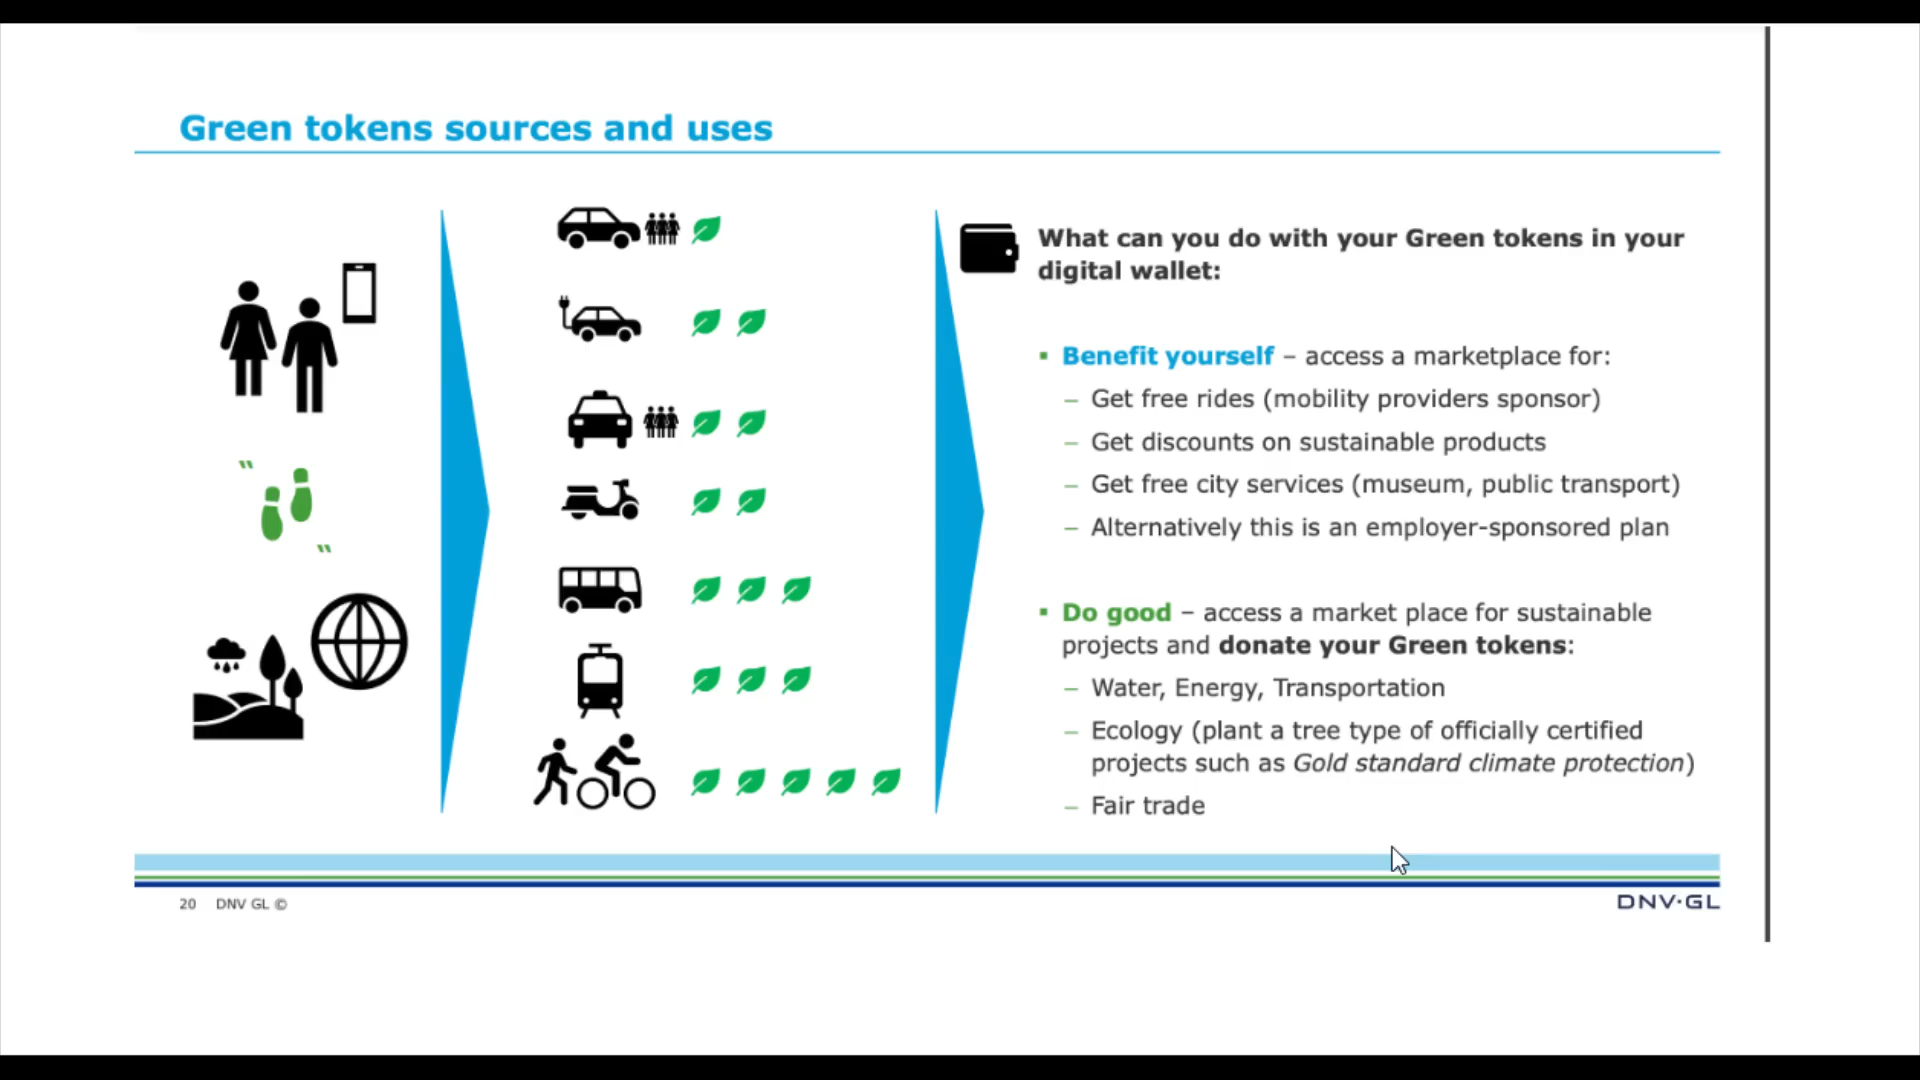 Green tokens sources and uses
What can you do with your Green tokens in your
digital wallet:
▪ Benefit yourself – access a marketplace for:
– Get free rides (mobility providers sponsor)
– Get discounts on sustainable products
– Get free city services (museum, public transport)
– Alternatively this is an employer-sponsored plan
▪ Do good – access a market place for sustainable
projects and donate your Green tokens:
– Water, Energy, Transportation
– Ecology (plant a tree type of officially certified
projects such as Gold standard climate protection)
– Fair trade
20 DNV GL ©
DNV·GL